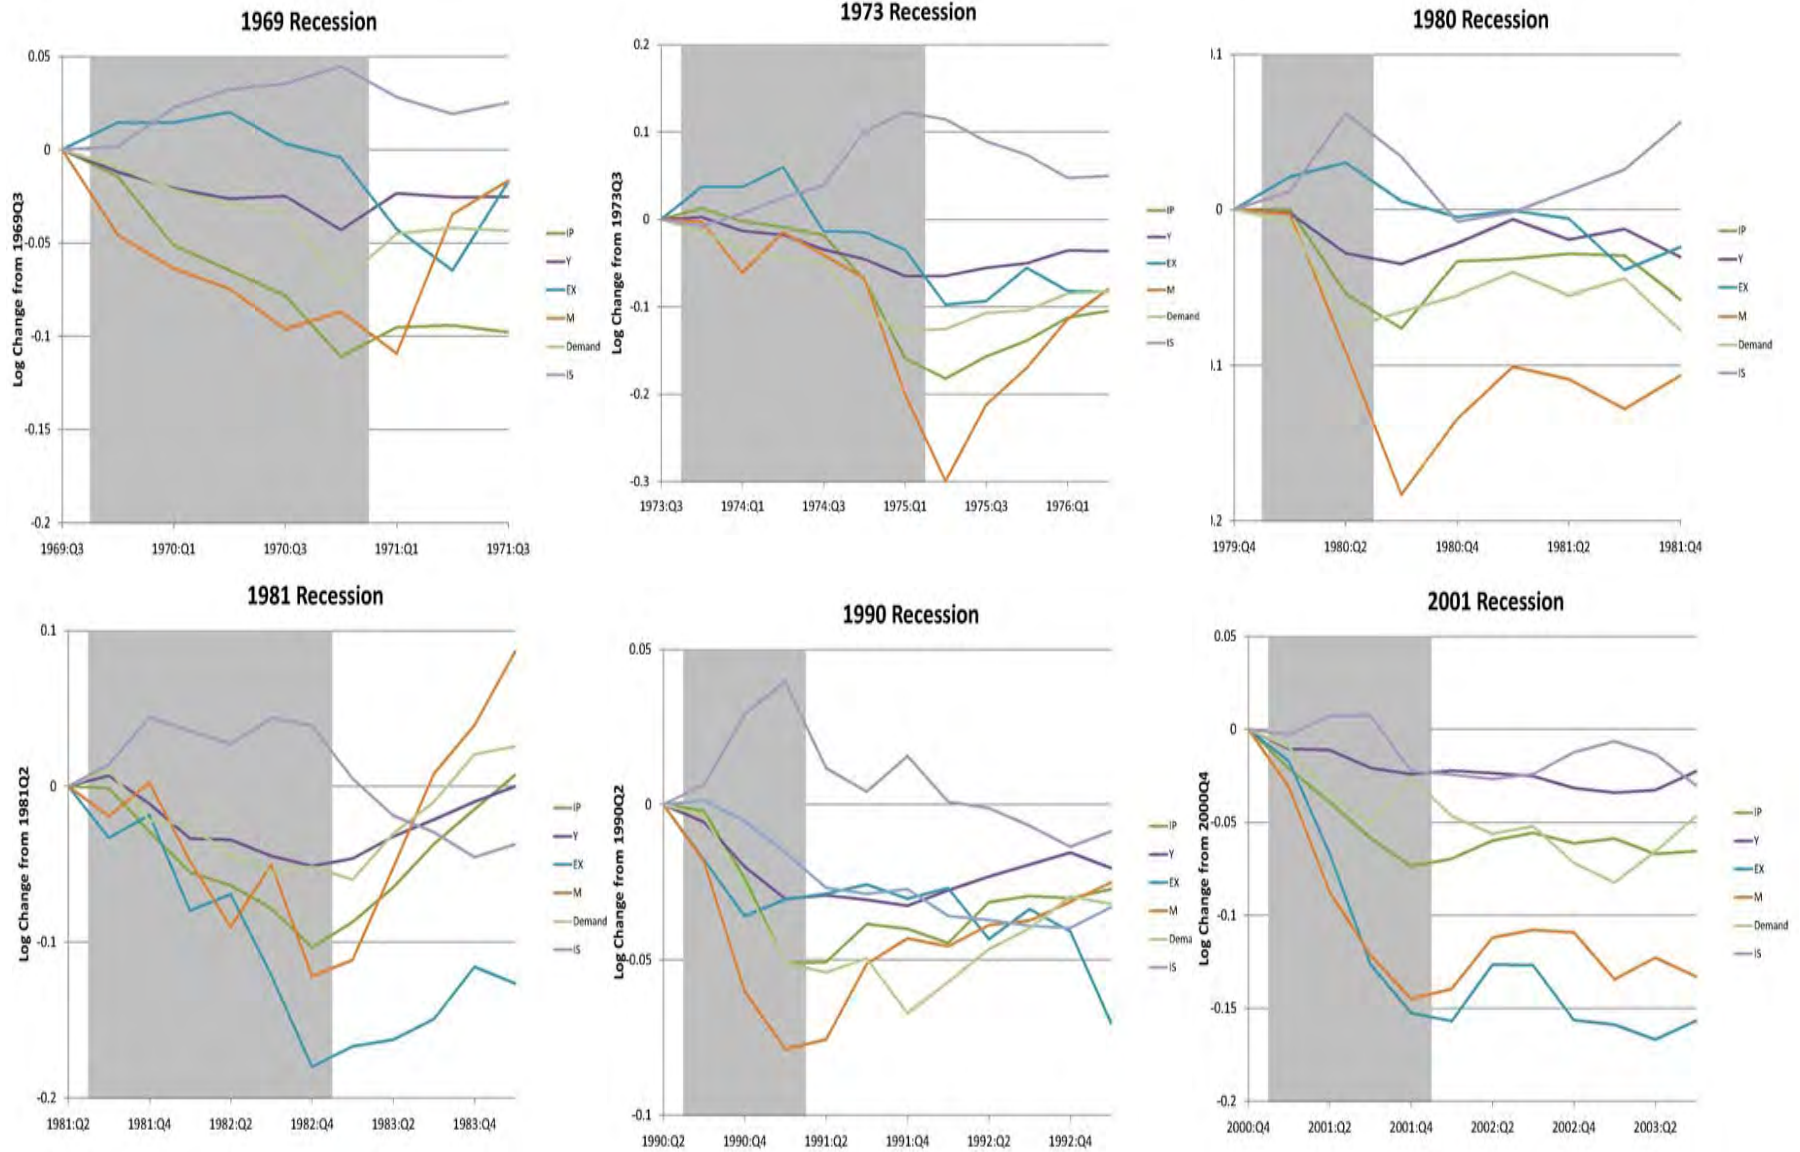 1969 Recession
0.05
0
-0.05
-0.1
-0.15
-0.2
Log Change from 1969Q3
1969:Q3 1970:Q1 1970:Q3 1971:Q1 1971:Q3
IP
Y
EX
M
Demand
IS
1973 Recession
0.2
0.1
0
-0.1
-0.2
-0.3
Log Change from 1973Q3
1973:Q3 1974:Q1 1974:Q3 1975:Q1 1975:Q3 1976:Q1
IP
Y
EX
M
Demand
IS
1980 Recession
).1
0
).1
).2
1979:Q4 1980:Q2 1980:Q4 1981:Q2 1981:Q4
IP
Y
EX
M
Demand
IS
1981 Recession
0.1
0
-0.1
-0.2
Log Change from 1981Q2
1981:Q2 1981:Q4 1982:Q2 1982:Q4 1983:Q2 1983:Q4
IP
Y
EX
M
Demand
IS
1990 Recession
0.05
0
-0.05
-0.1
Log Change from 1990Q2
1990:Q2 1990:Q4 1991:Q2 1991:Q4 1992:Q2 1992:Q4
IP
Y
EX
M
Dema
IS
2001 Recession
0.05
0
-0.05
-0.1
-0.15
-0.2
Log Change from 2000Q4
2000:Q4 2001:Q2 2001:Q4 2002:Q2 2002:Q4 2003:Q2
IP
Y
EX
M
Demand
IS